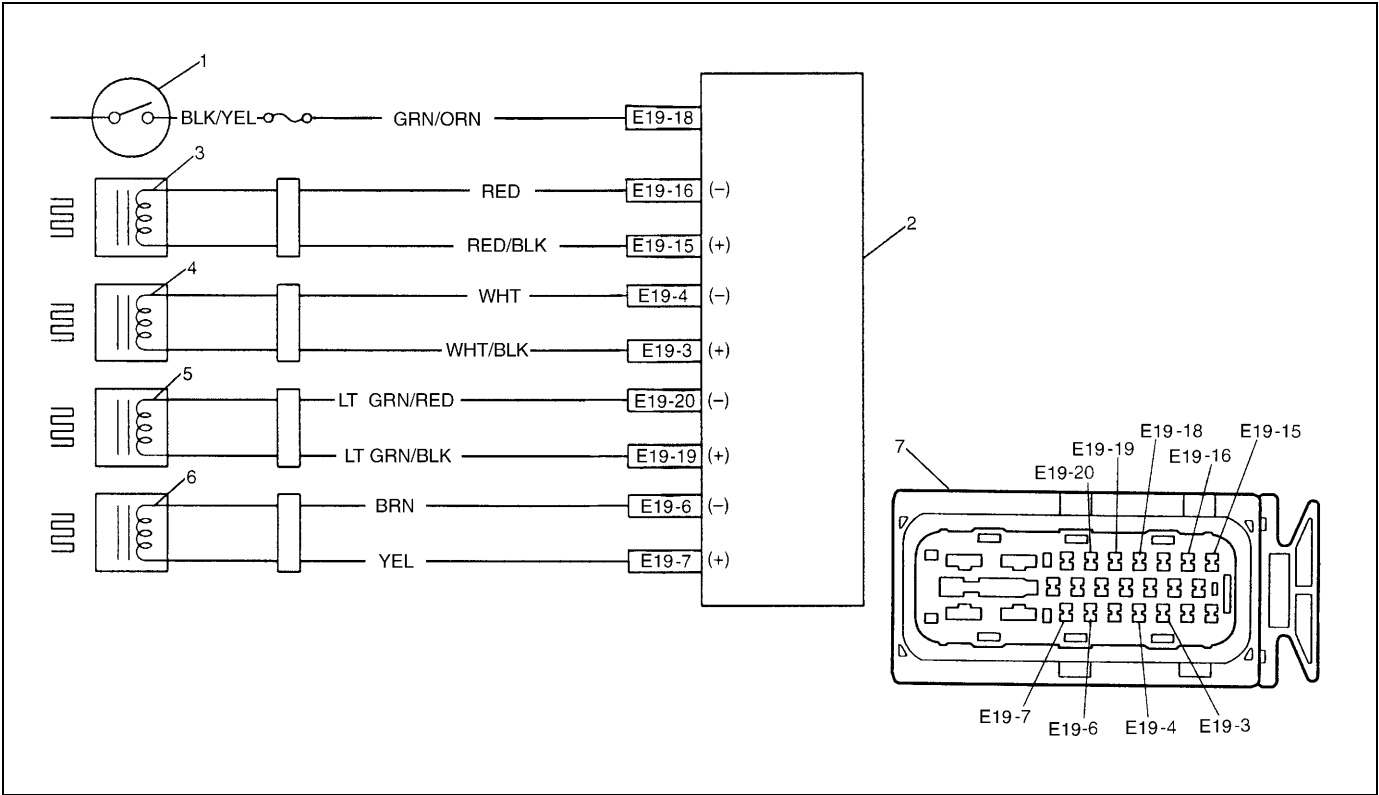 1
BLK/YEL GRN/ORN E19-18
3
RED E19-16 (–)
RED/BLK E19-15 (+)
2
4
WHT E19-4 (–)
WHT/BLK E19-3 (+)
5
LT GRN/RED E19-20 (–)
LT GRN/BLK E19-19 (+)
6
BRN E19-6 (–)
YEL E19-7 (+)
7
E19-20
E19-19
E19-18
E19-16
E19-15
E19-7
E19-6
E19-4
E19-3